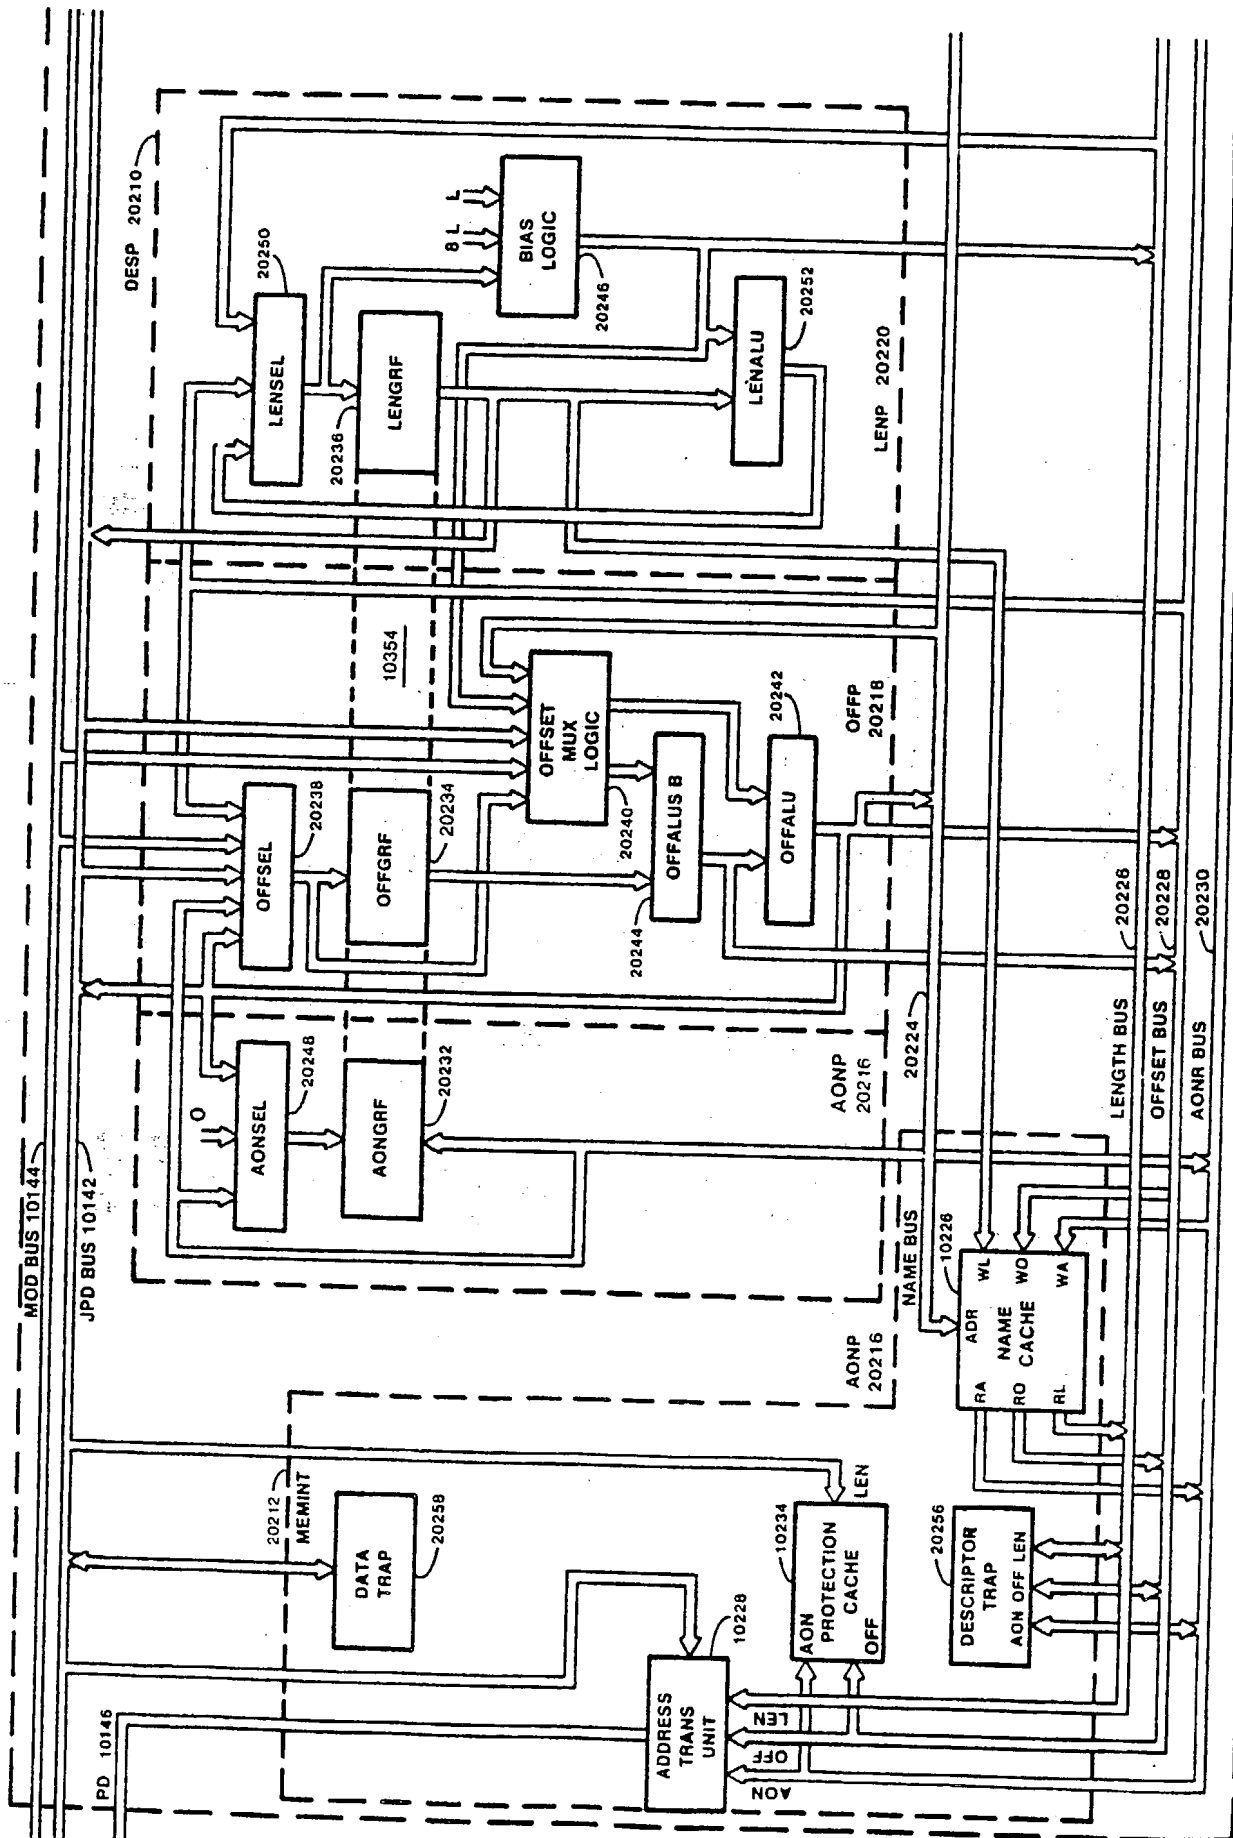 MOD BUS 10144
JPD BUS 10142
PD 10146
DESP 20210
20250
LENSEL
8 L
L
BIAS
LOGIC
20246
20236
LENGRF
LENALU
20252
LENP 20220
20238
OFFSEL
10354
OFFGRF
20234
OFFSET
MUX
LOGIC
20240
OFFALUS B
20244
OFFALU
20242
OFFP
20218
O
AONSEL
20248
AONGRF
20232
AONP
20216
20224
NAME BUS
LENGTH BUS
20226
OFFSET BUS
20228
AONR BUS
20230
AONP
20216
10226
ADR
NAME
CACHE
WL
WO
WA
RA
RO
RL
20212
MEMINT
DATA
TRAP
20258
10228
ADDRESS
TRANS
UNIT
AON
OFF
LEN
10234
LEN
AON
PROTECTION
CACHE
OFF
20256
DESCRIPTOR
TRAP
AON OFF LEN